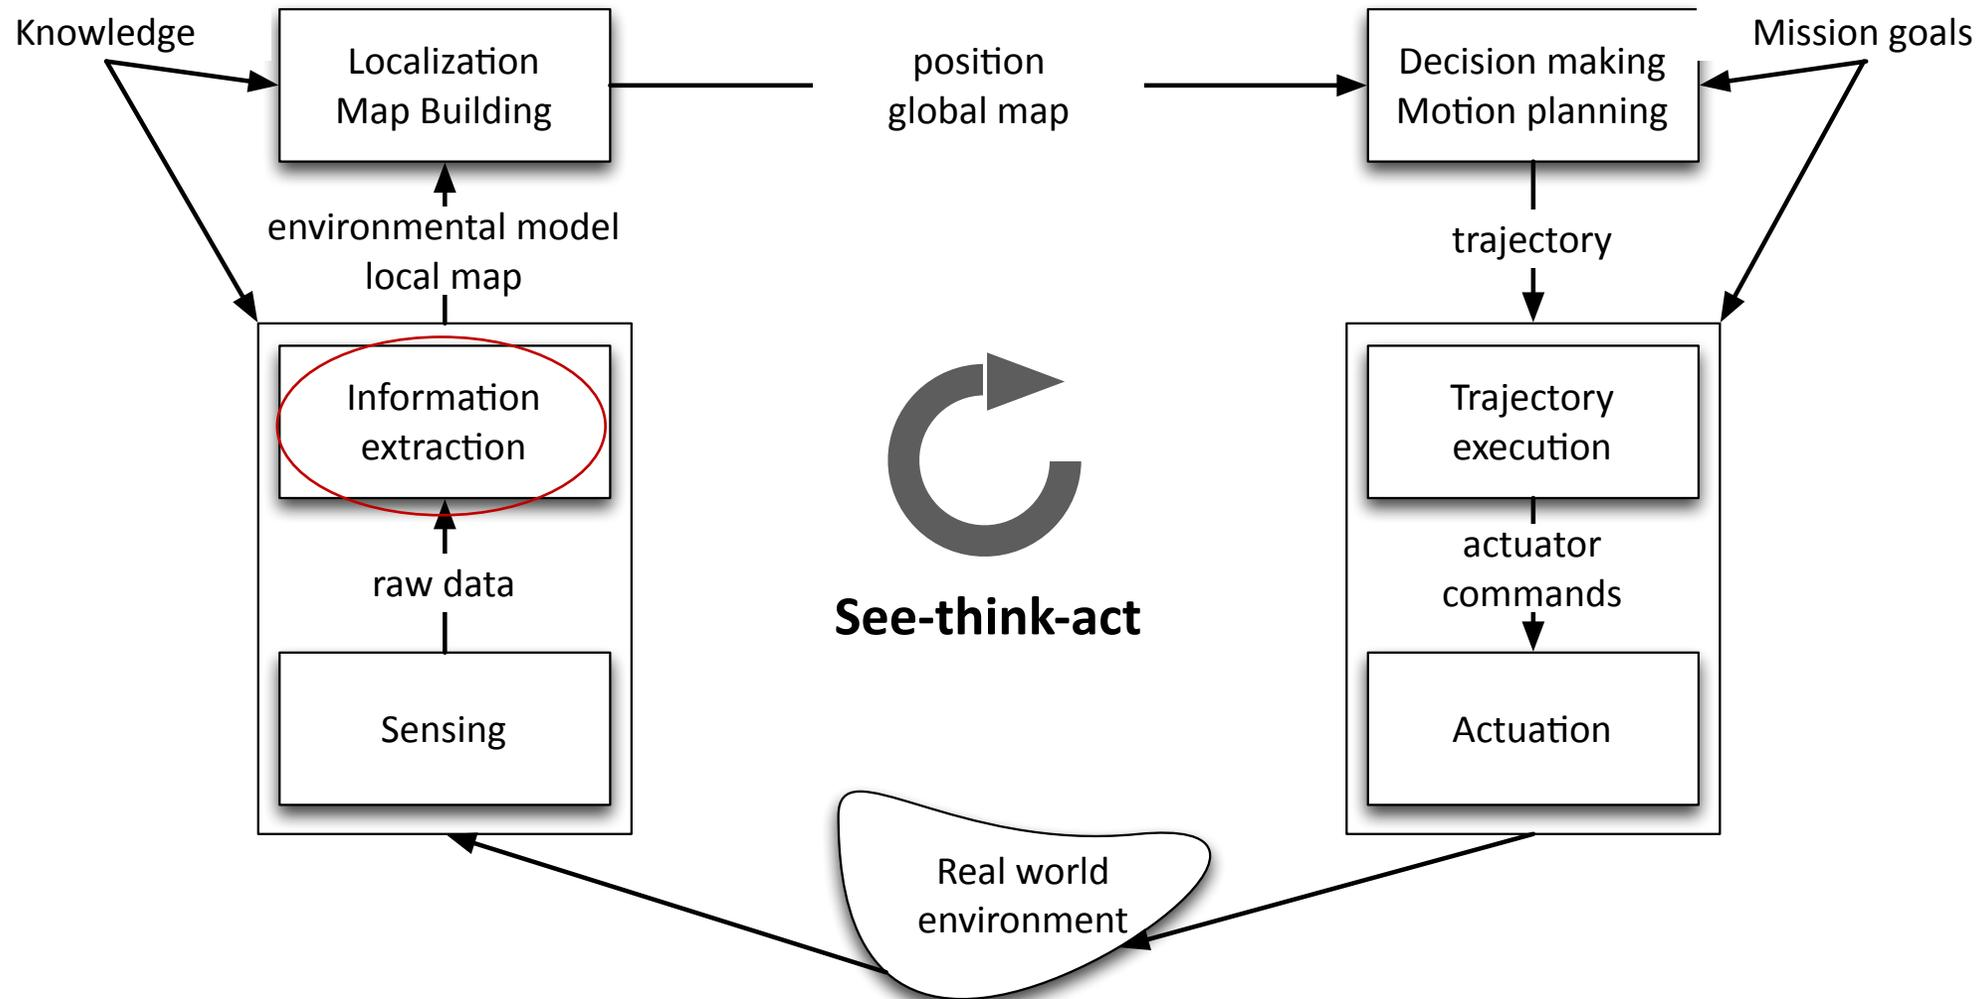 Knowledge
Localization
Map Building
position
global map
Decision making
Motion planning
Mission goals
environmental model
local map
trajectory
Information
extraction
Trajectory
execution
raw data
See-think-act
actuator
commands
Sensing
Actuation
Real world
environment